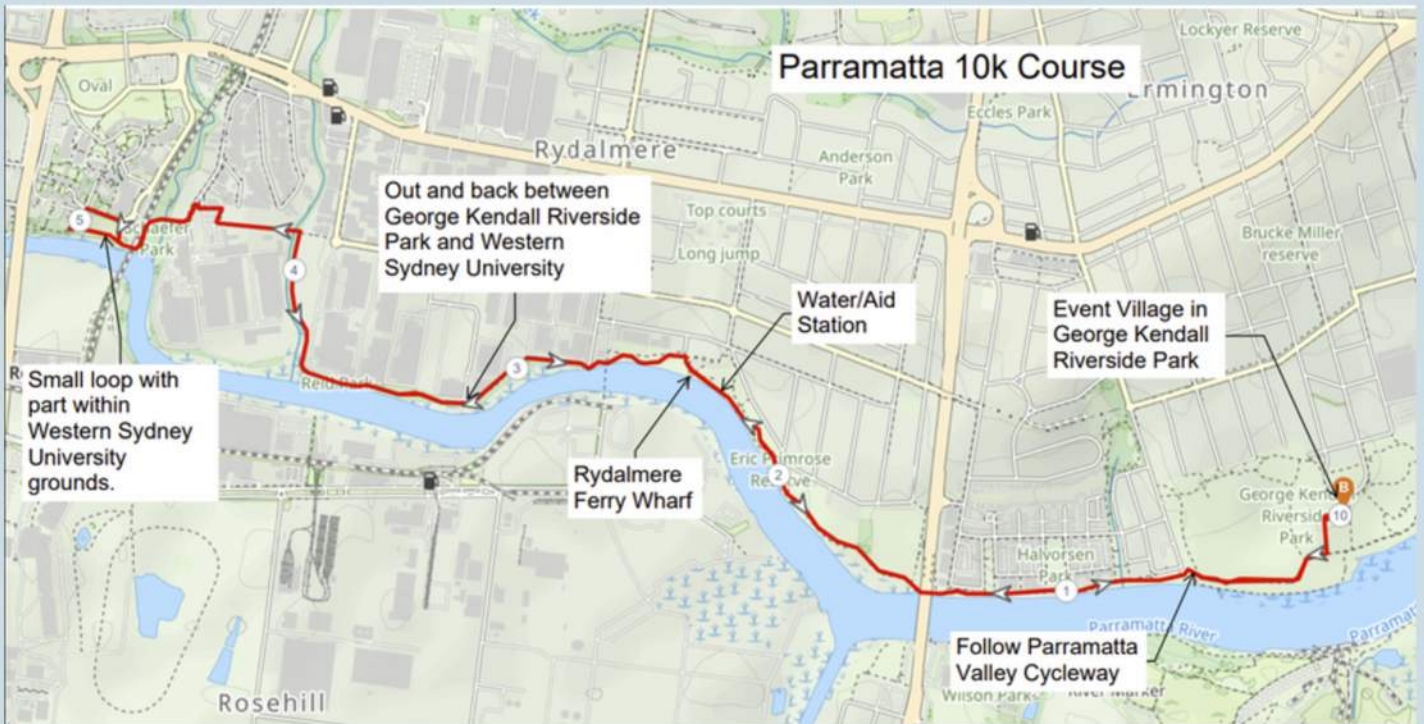 Parramatta 10k Course
Lockyer Reserve
Ermington
Eccles Park
Oval
Rydalmere
Anderson
Park
Out and back between
George Kendall Riverside
Park and Western
Sydney University
Top courts
Long jump
Brucke Miller
reserve
5
Park
4
Water/Aid
Station
Event Village in
George Kendall
Riverside Park
3
Reid Park
Small loop with
part within
Western Sydney
University
grounds.
Rydalmere
Ferry Wharf
Eric Primrose
Reserve
2
B
George Kendall
Riverside
Park
10
Halvorsen
Park
1
Parramatta River
Follow Parramatta
Valley Cycleway
Wilson Park
River Marker
Rosehill